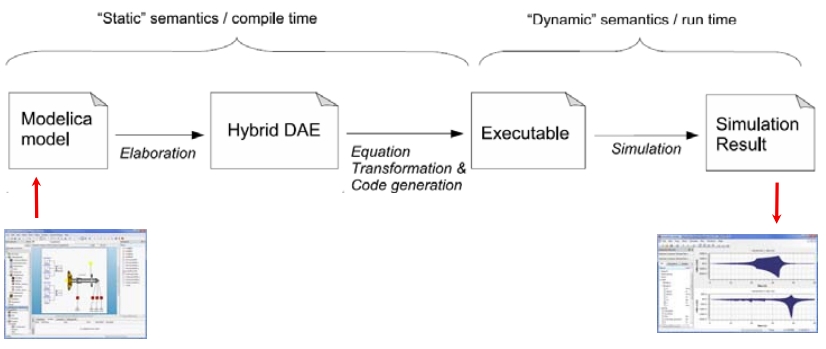 “Static” semantics / compile time
“Dynamic” semantics / run time
Modelica
model
Elaboration
Hybrid DAE
Equation
Transformation &
Code generation
Executable
Simulation
Simulation
Result